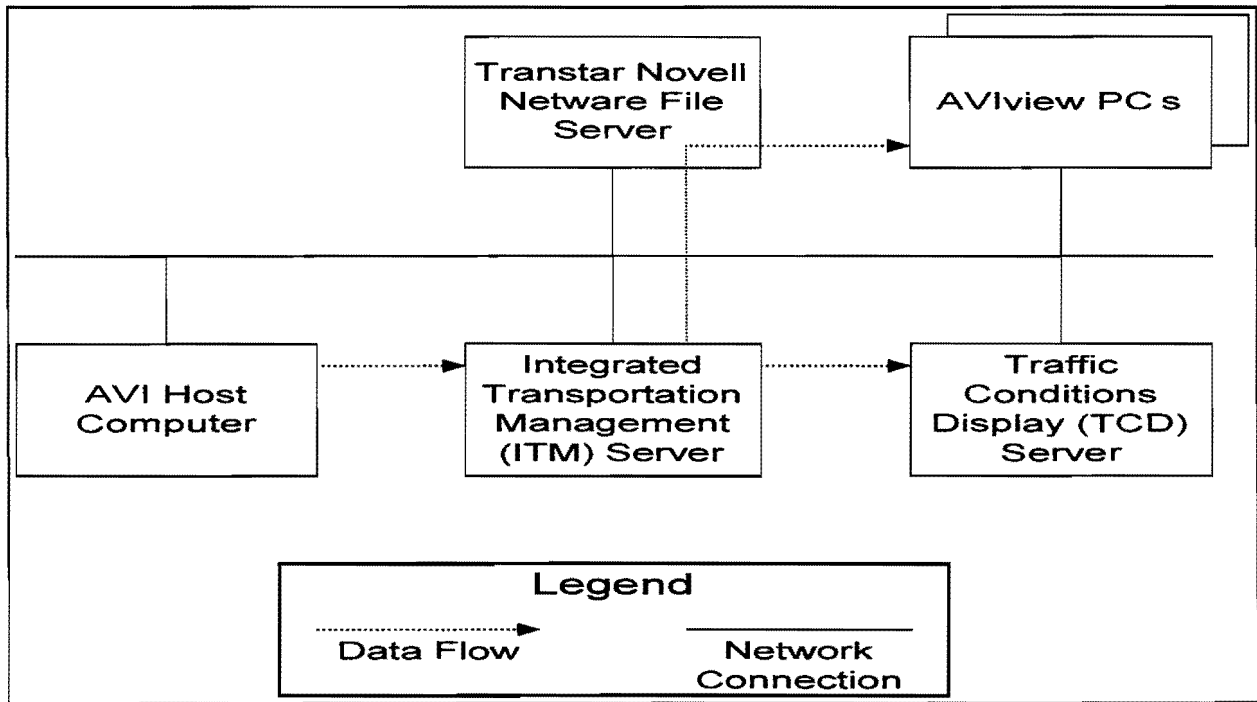 Transtar Novell
Netware File
Server
AVIview PC s
AVI Host
Computer
Integrated
Transportation
Management
(ITM) Server
Traffic
Conditions
Display (TCD)
Server
Legend
Data Flow
Network
Connection